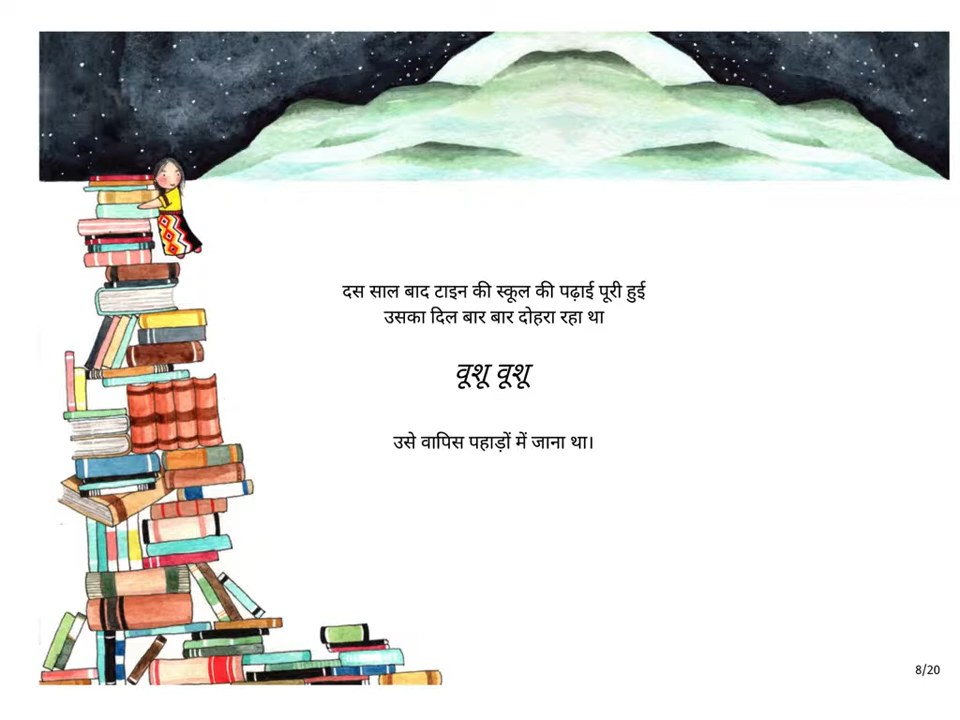 दस साल बाद टाइन की स्कूल की पढ़ाई पूरी हुई
उसका दिल बार बार दोहरा रहा था
वूशू वूशू
उसे वापिस पहाड़ों में जाना था।
8/20